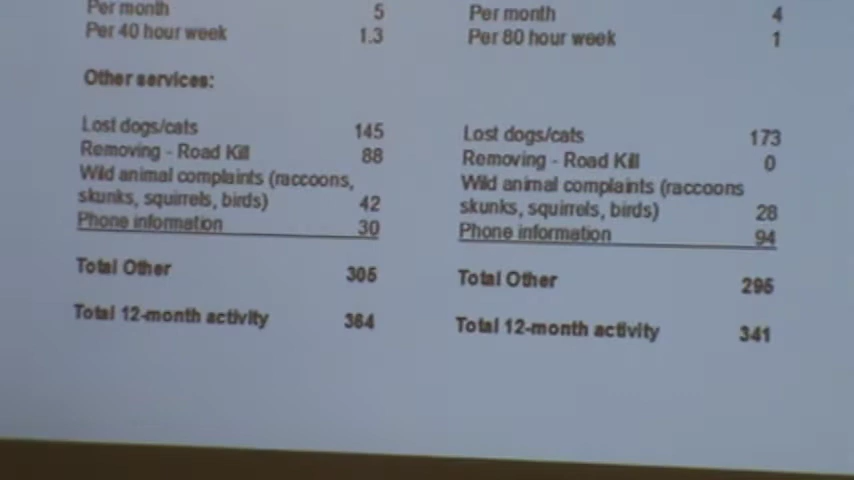 Per month 5
Per 40 hour week 1.3
Other services:
Lost dogs/cats 145
Removing - Road Kill 88
Wild animal complaints (raccoons,
skunks, squirrels, birds) 42
Phone information 30
Total Other 305
Total 12-month activity 364
Per month 4
Per 80 hour week 1
Lost dogs/cats 173
Removing - Road Kill 0
Wild animal complaints (raccoons
skunks, squirrels, birds) 28
Phone information 94
Total Other 295
Total 12-month activity 341